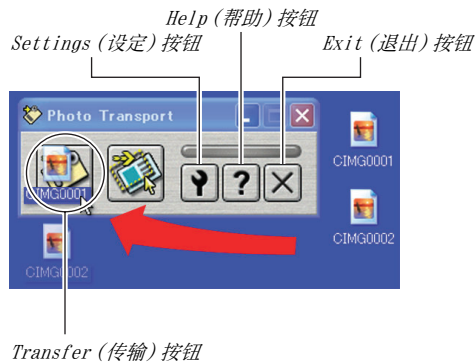 Help (帮助) 按钮
Settings (设定) 按钮
Exit (退出) 按钮
Photo Transport
CIMG0001
CIMG0001
CIMG0002
CIMG0002
Transfer (传输) 按钮